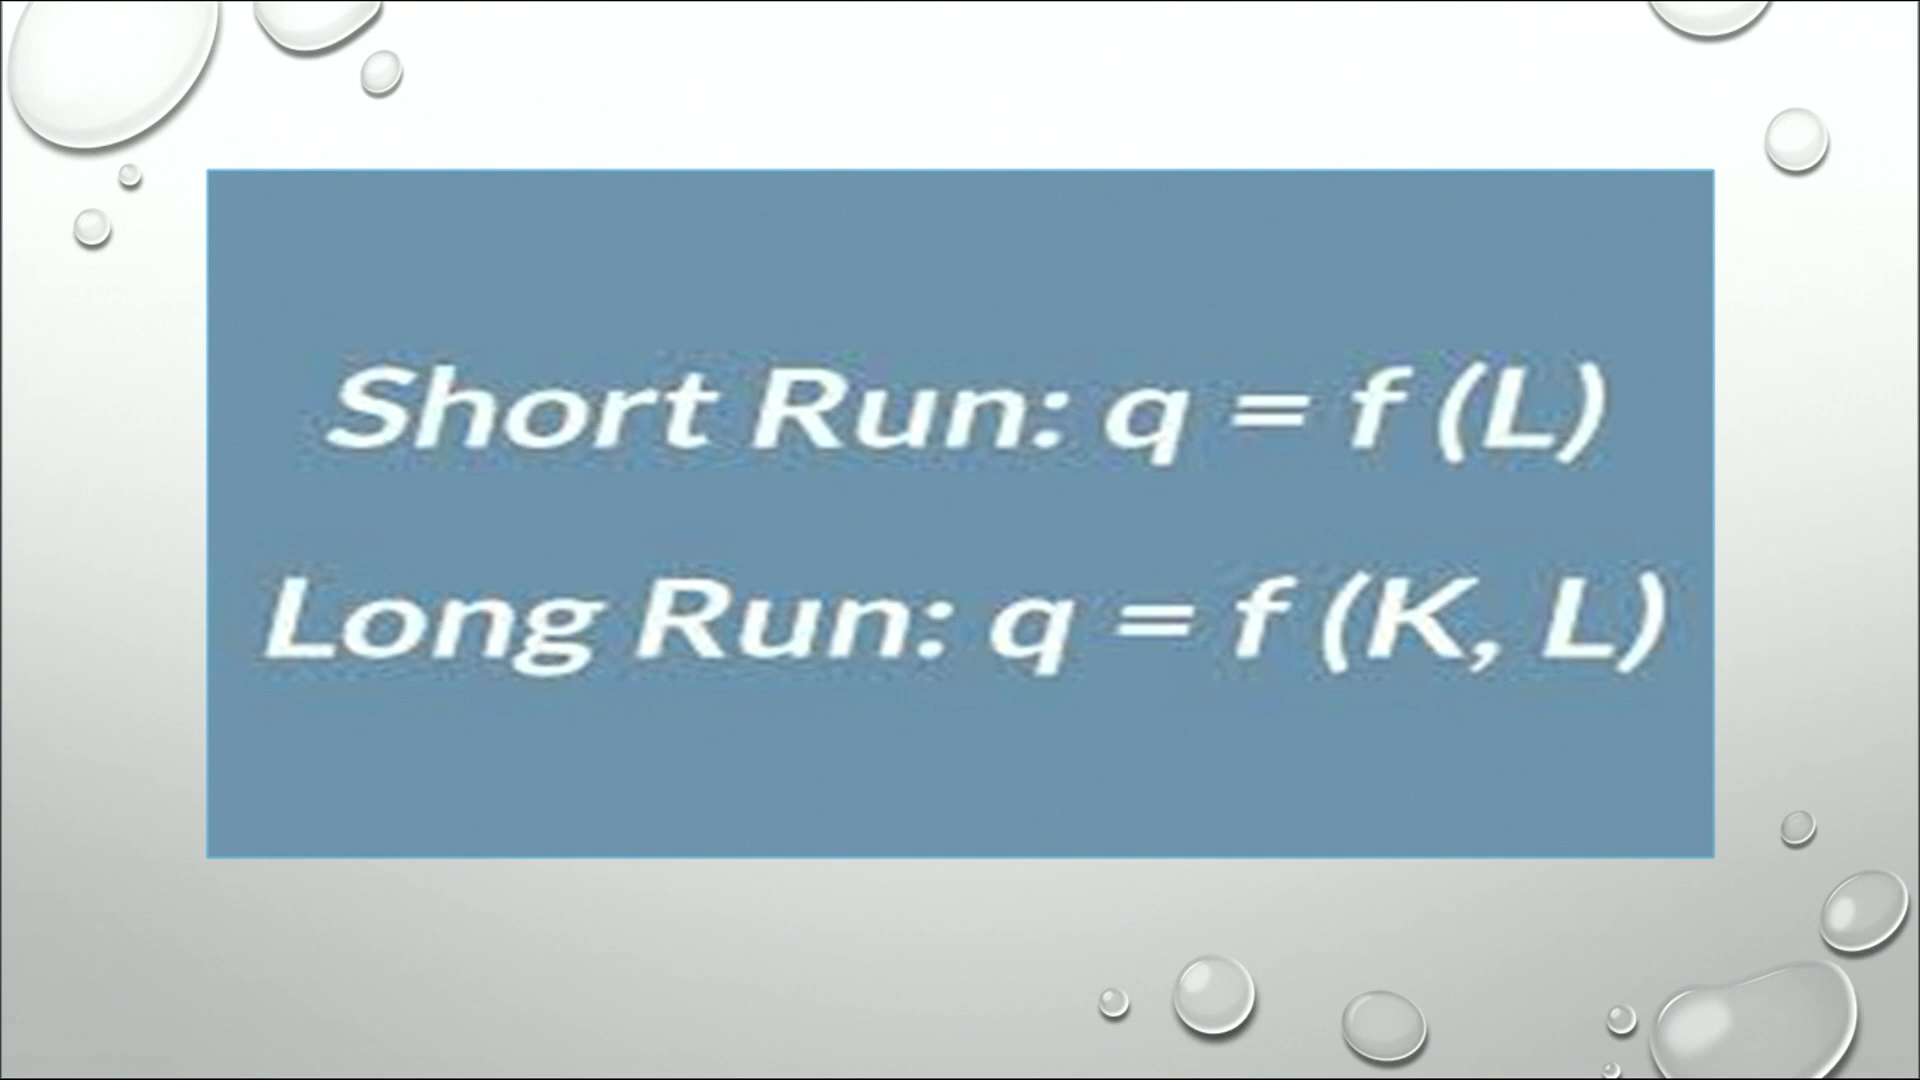 Short Run: q = f (L)
Long Run: q = f (K, L)